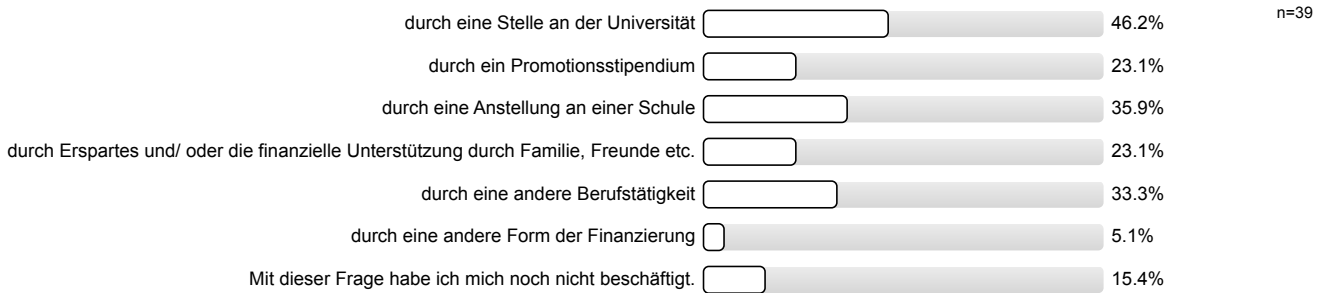 durch eine Stelle an der Universität 46.2% n=39
durch ein Promotionsstipendium 23.1%
durch eine Anstellung an einer Schule 35.9%
durch Erspartes und/ oder die finanzielle Unterstützung durch Familie, Freunde etc. 23.1%
durch eine andere Berufstätigkeit 33.3%
durch eine andere Form der Finanzierung 5.1%
Mit dieser Frage habe ich mich noch nicht beschäftigt. 15.4%